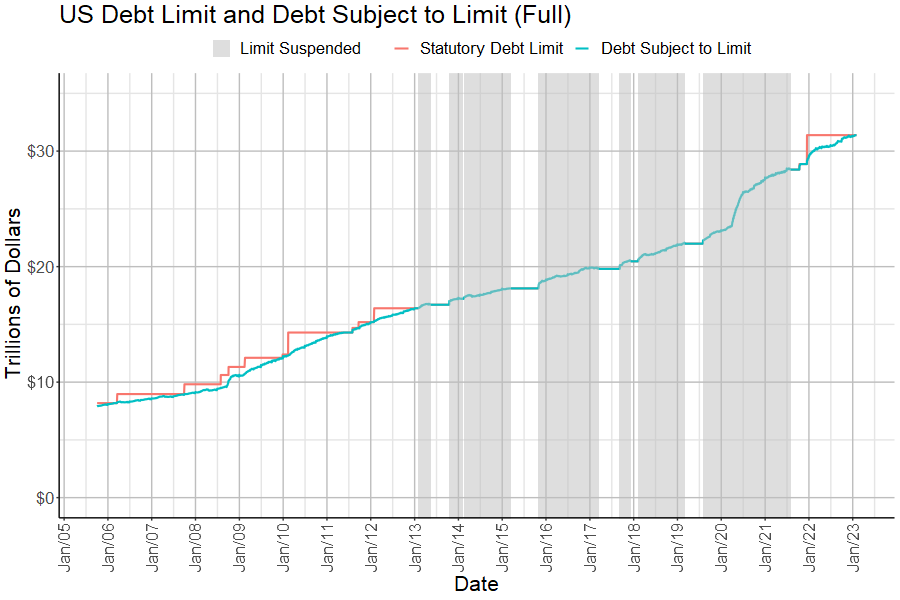 US Debt Limit and Debt Subject to Limit (Full)
Limit Suspended Statutory Debt Limit Debt Subject to Limit
Trillions of Dollars
$30
$20
$10
$0
Jan/05 Jan/06 Jan/07 Jan/08 Jan/09 Jan/10 Jan/11 Jan/12 Jan/13 Jan/14 Jan/15 Jan/16 Jan/17 Jan/18 Jan/19 Jan/20 Jan/21 Jan/22 Jan/23
Date